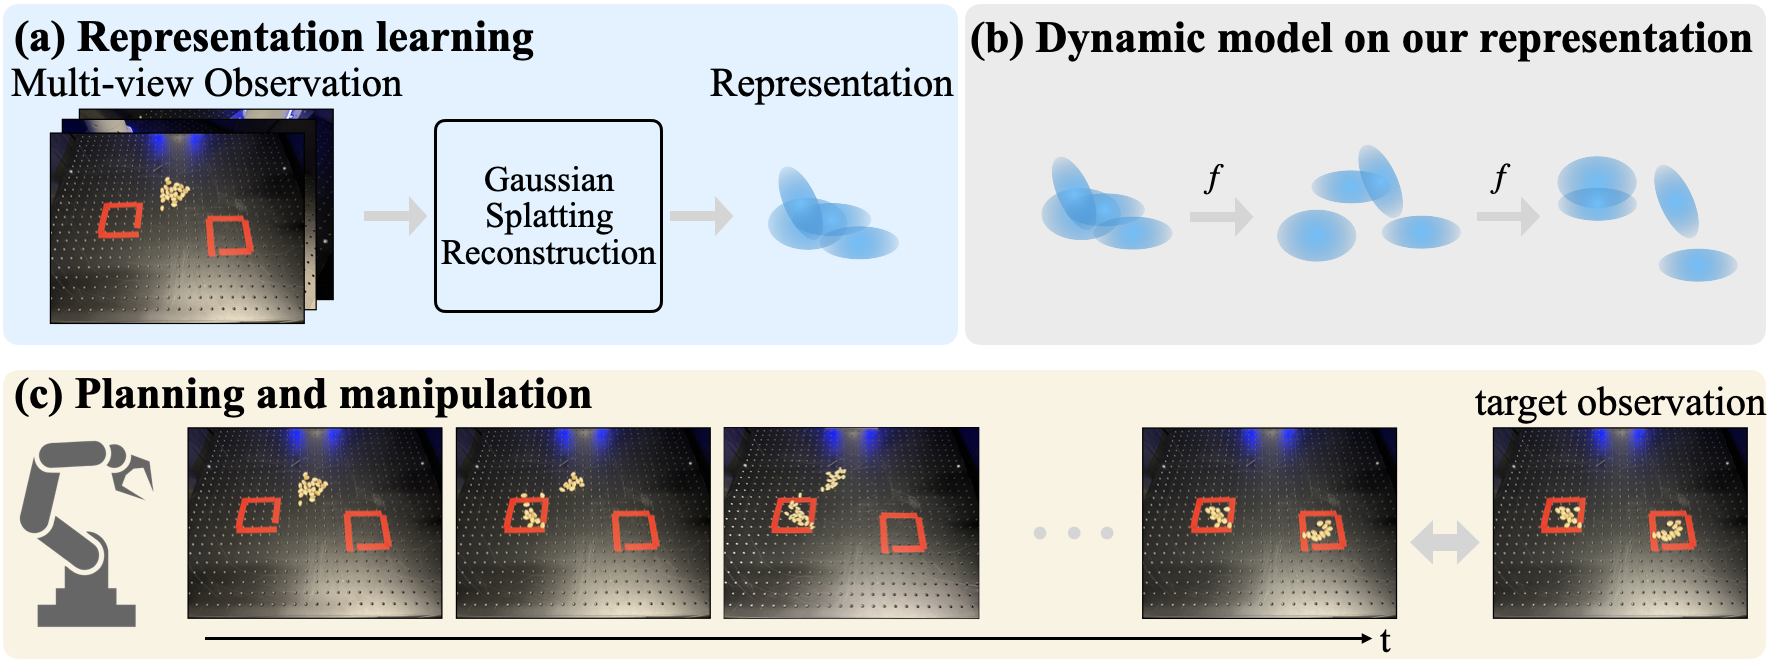 (a) Representation learning
Multi-view Observation
Representation
Gaussian
Splatting
Reconstruction
(b) Dynamic model on our representation
f
f
(c) Planning and manipulation
target observation
t